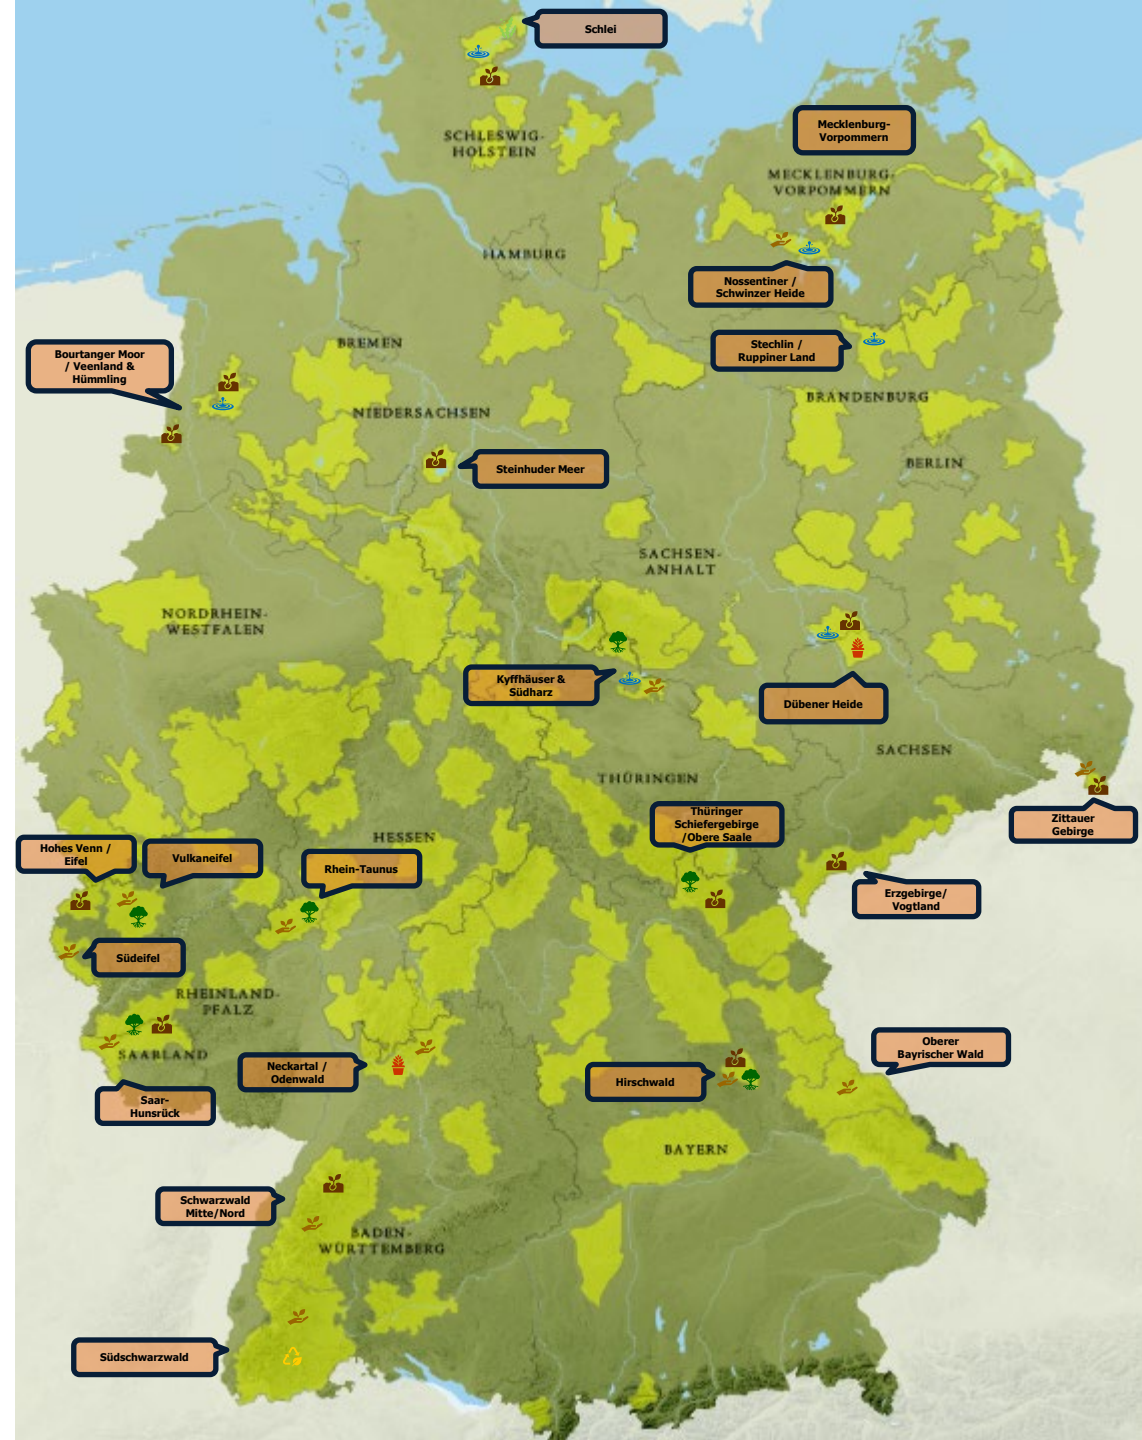 Schlei
SCHLESWIG-
HOLSTEIN
Mecklenburg-
Vorpommern
MECKLENBURG-
VORPOMMERN
HAMBURG
Nossentiner /
Schwinzer Heide
Stechlin /
Ruppiner Land
BREMEN
Bourtanger Moor
/ Veenland &
Hümmling
NIEDERSACHSEN
BRANDENBURG
Steinhuder Meer
BERLIN
SACHSEN-
ANHALT
NORDRHEIN-
WESTFALEN
Kyffhäuser &
Südharz
Dübener Heide
SACHSEN
THÜRINGEN
Zittauer
Gebirge
Thüringer
Schiefergebirge
/Obere Saale
HESSEN
Hohes Venn /
Eifel
Vulkaneifel
Rhein-Taunus
Erzgebirge/
Vogtland
Südeifel
RHEINLAND-
PFALZ
SAARLAND
Oberer
Bayrischer Wald
Neckartal /
Odenwald
Hirschwald
Saar-
Hunsrück
BAYERN
Schwarzwald
Mitte/Nord
BADEN-
WÜRTTEMBERG
Südschwarzwald